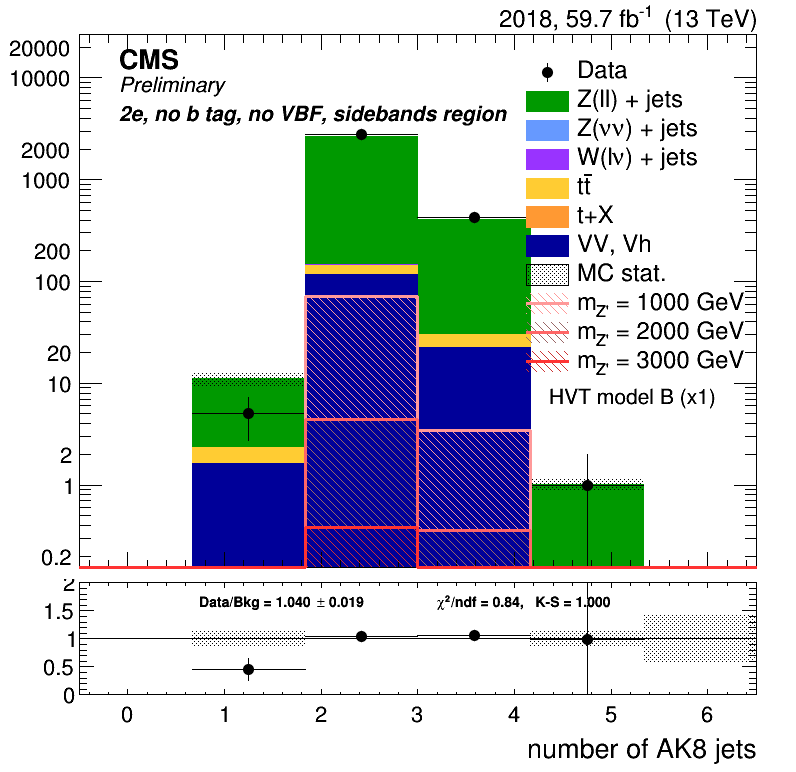 2018, 59.7 fb⁻¹ (13 TeV)
CMS
Preliminary
2e, no b tag, no VBF, sidebands region
Data
Z(ll) + jets
Z(νν) + jets
W(lν) + jets
tt̄
t+X
VV, Vh
MC stat.
m_Z' = 1000 GeV
m_Z' = 2000 GeV
m_Z' = 3000 GeV
HVT model B (x1)
20000
10000
2000
1000
200
100
20
10
2
1
0.2
Data/Bkg = 1.040 ± 0.019
χ²/ndf = 0.84, K-S = 1.000
2
1.5
1
0.5
0
0 1 2 3 4 5 6
number of AK8 jets